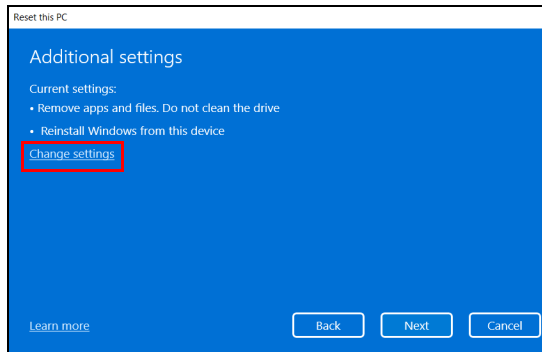 Reset this PC
Additional settings
Current settings:
• Remove apps and files. Do not clean the drive
• Reinstall Windows from this device
Change settings
Learn more
Back
Next
Cancel